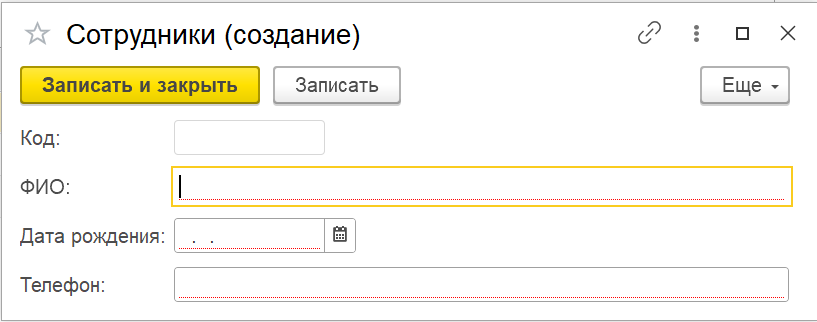 Сотрудники (создание)
Записать и закрыть Записать Еще
Код:
ФИО:
Дата рождения: . .
Телефон: